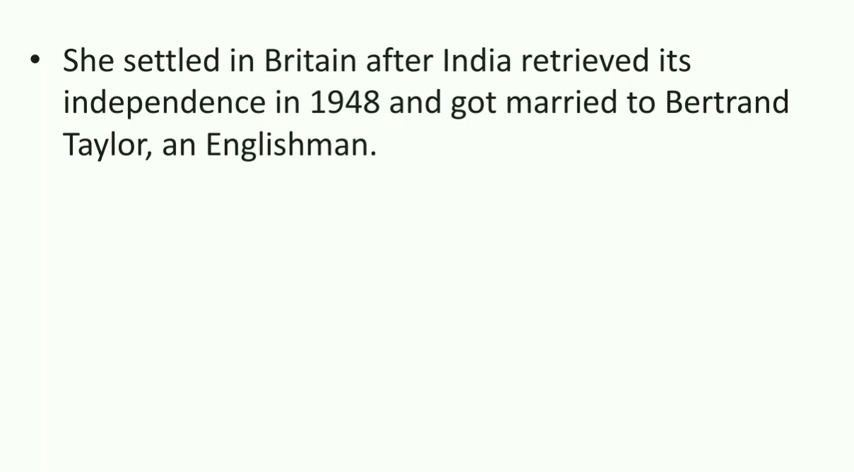 • She settled in Britain after India retrieved its
independence in 1948 and got married to Bertrand
Taylor, an Englishman.